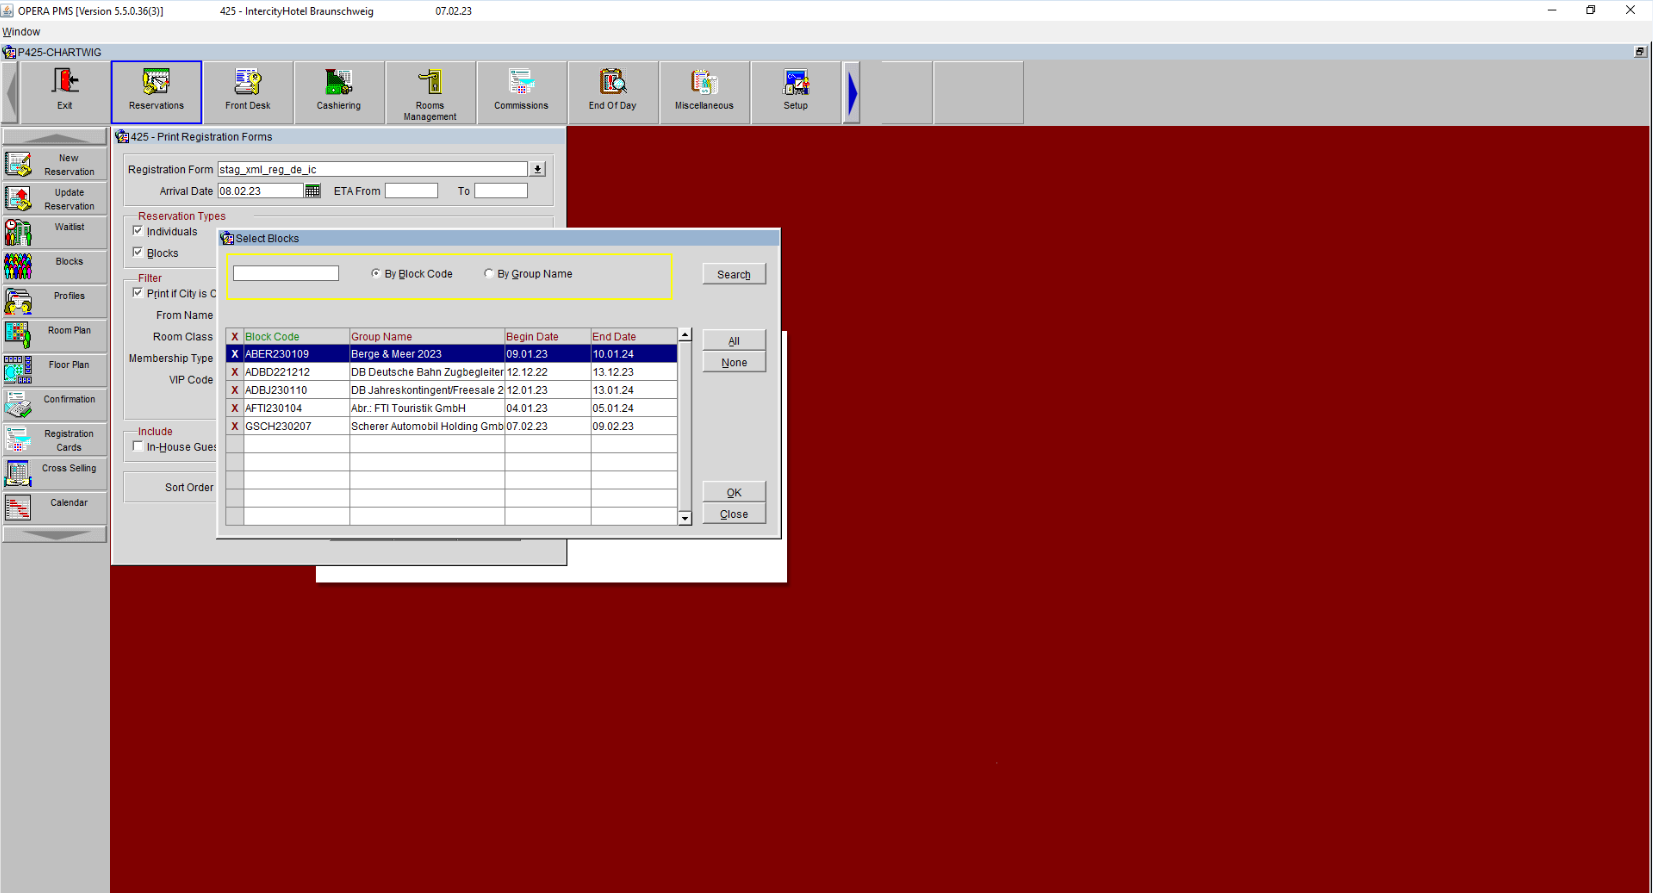 OPERA PMS [Version 5.5.0.36(3)] 425 - IntercityHotel Braunschweig 07.02.23
Window
P425-CHARTWIG
Exit
Reservations
Front Desk
Cashiering
Rooms
Management
Commissions
End Of Day
Miscellaneous
Setup
New
Reservation
Update
Reservation
Waitlist
Blocks
Profiles
Room Plan
Floor Plan
Confirmation
Registration
Cards
Cross Selling
Calendar
425 - Print Registration Forms
Registration Form stag_xml_reg_de_ic
Arrival Date 08.02.23 ETA From To
Reservation Types
Individuals
Blocks
Filter
Print if City is C
From Name
Room Class
Membership Type
VIP Code
Include
In-House Gues
Sort Order
Select Blocks
By Block Code By Group Name Search
X Block Code Group Name Begin Date End Date
X ABER230109 Berge & Meer 2023 09.01.23 10.01.24
X ADBD221212 DB Deutsche Bahn Zugbegleiter 12.12.22 13.12.23
X ADBJ230110 DB Jahreskontingent/Freesale 2 12.01.23 13.01.24
X AFTI230104 Abr.: FTI Touristik GmbH 04.01.23 05.01.24
X GSCH230207 Scherer Automobil Holding Gmb 07.02.23 09.02.23
All
None
OK
Close